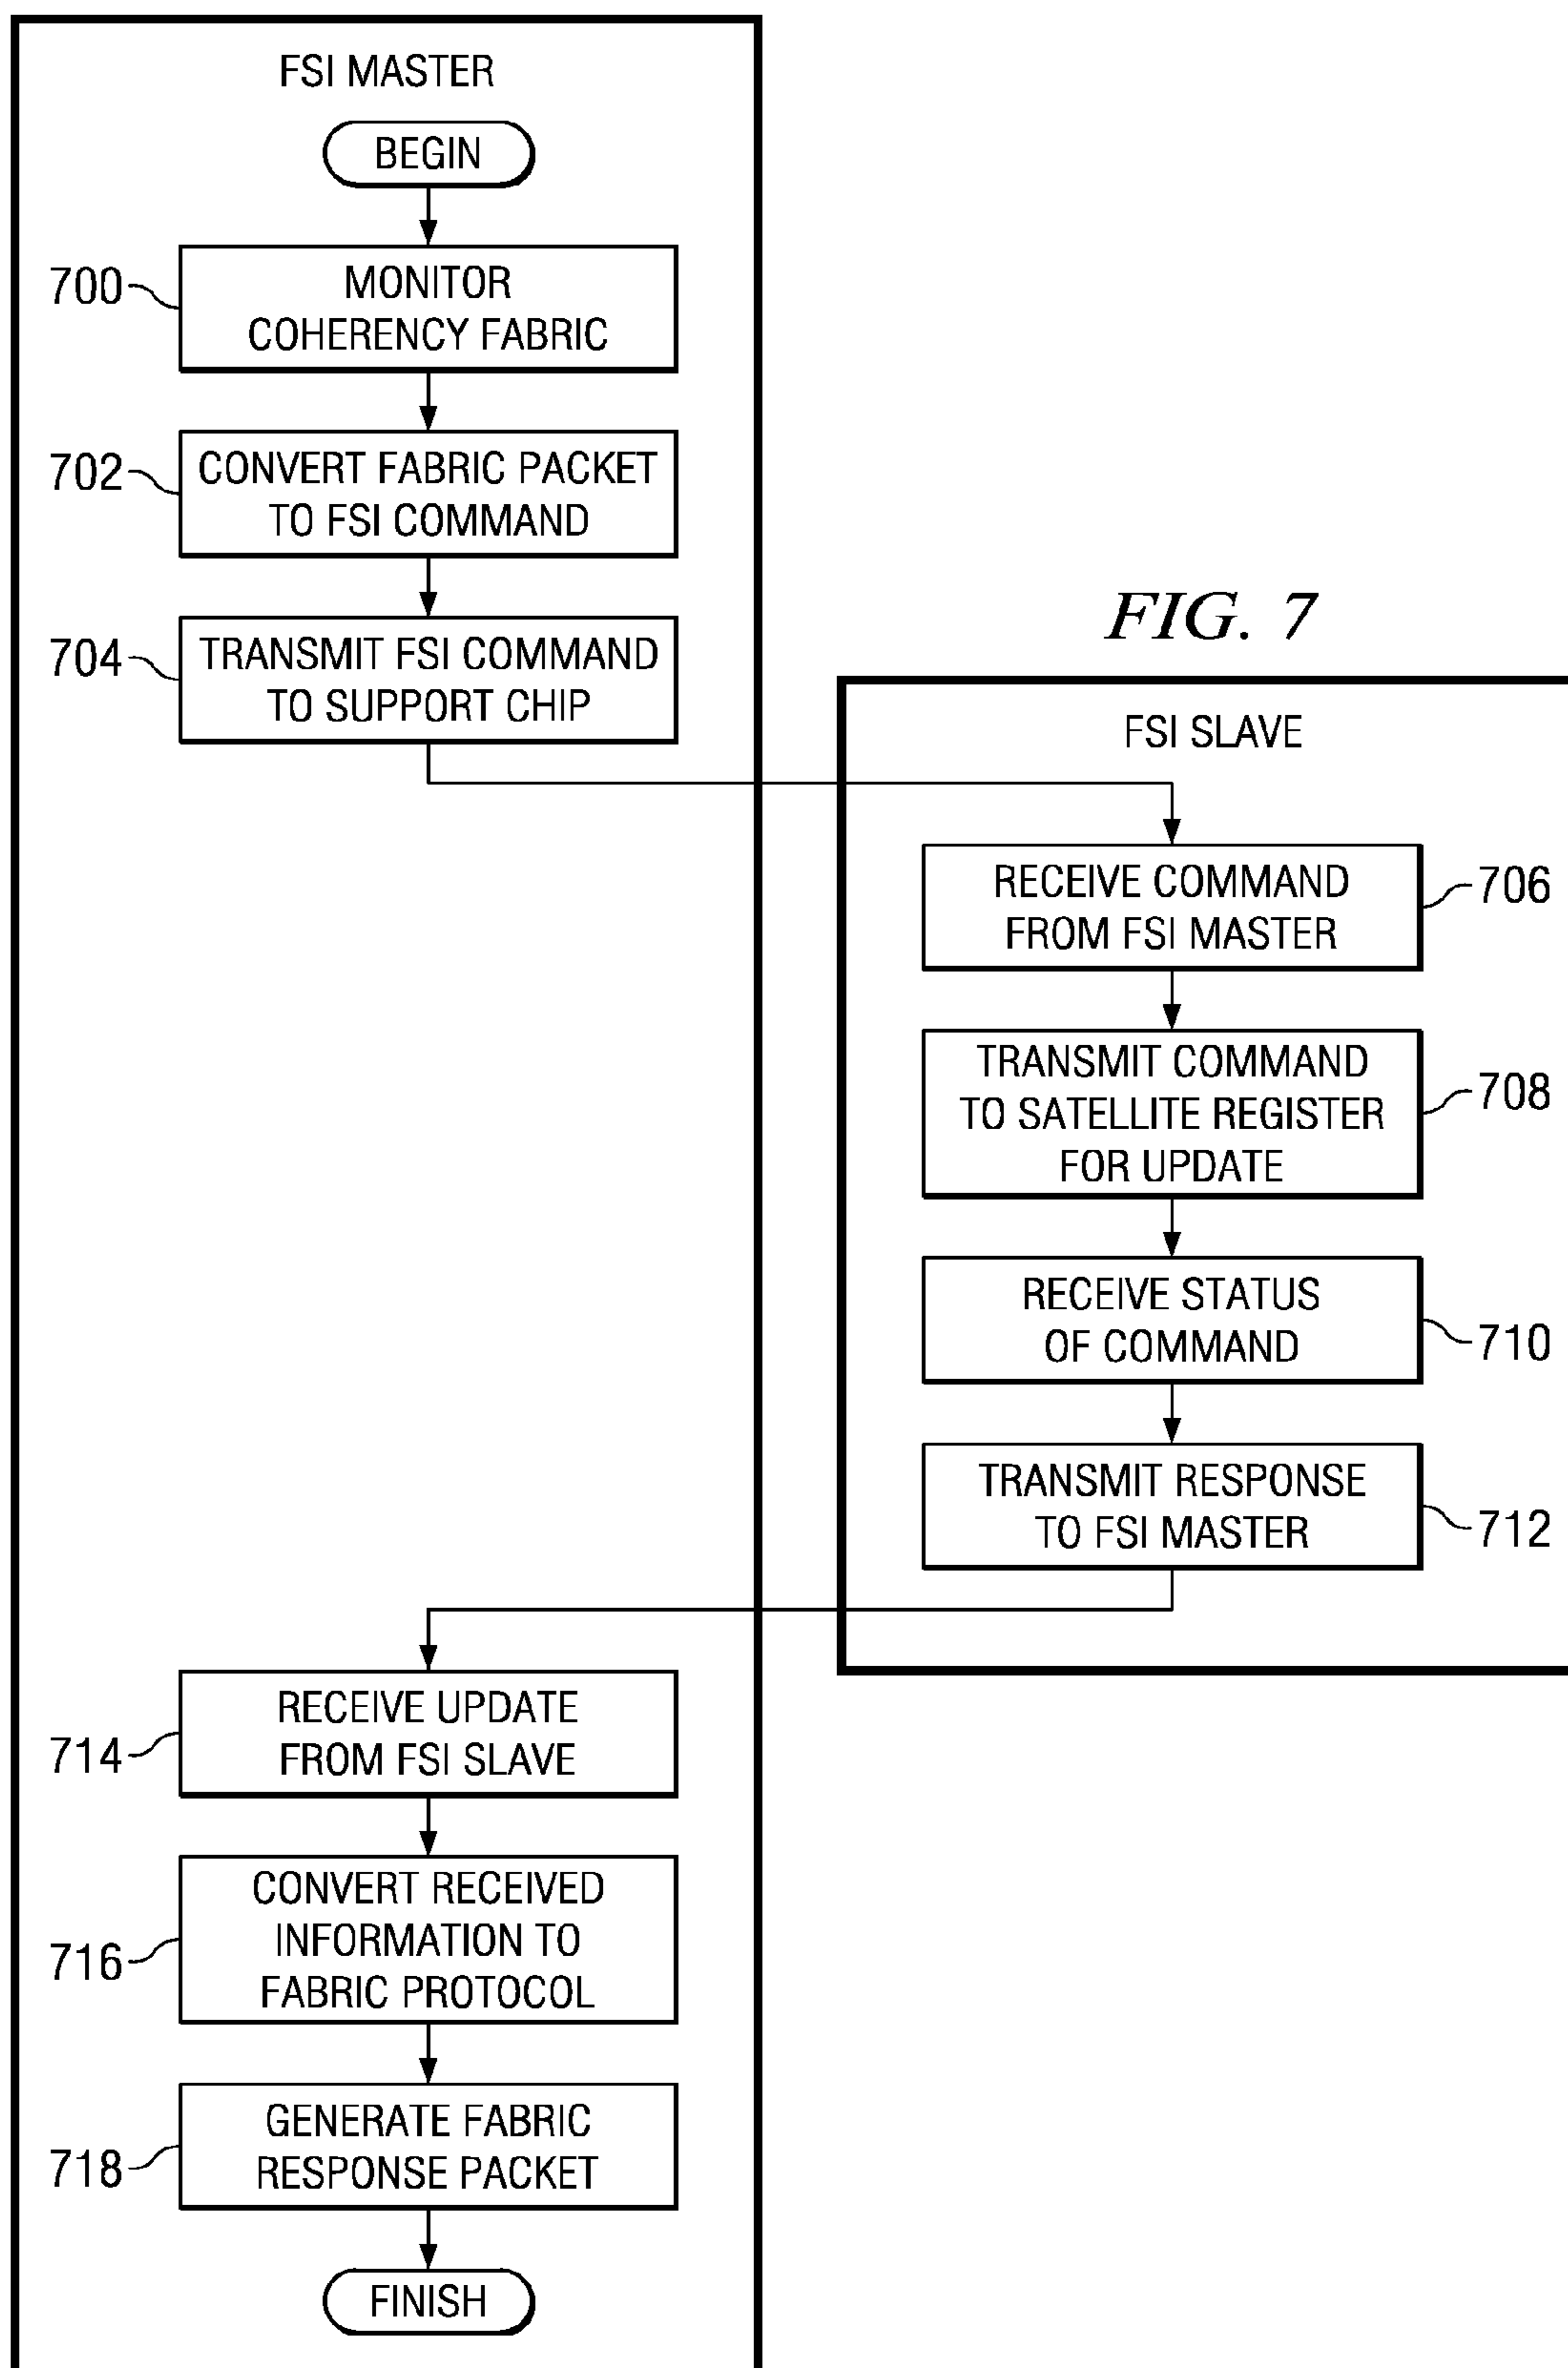 FSI MASTER
BEGIN
700
MONITOR
COHERENCY FABRIC
702
CONVERT FABRIC PACKET
TO FSI COMMAND
704
TRANSMIT FSI COMMAND
TO SUPPORT CHIP
FIG. 7
FSI SLAVE
RECEIVE COMMAND
FROM FSI MASTER
706
TRANSMIT COMMAND
TO SATELLITE REGISTER
FOR UPDATE
708
RECEIVE STATUS
OF COMMAND
710
TRANSMIT RESPONSE
TO FSI MASTER
712
714
RECEIVE UPDATE
FROM FSI SLAVE
716
CONVERT RECEIVED
INFORMATION TO
FABRIC PROTOCOL
718
GENERATE FABRIC
RESPONSE PACKET
FINISH